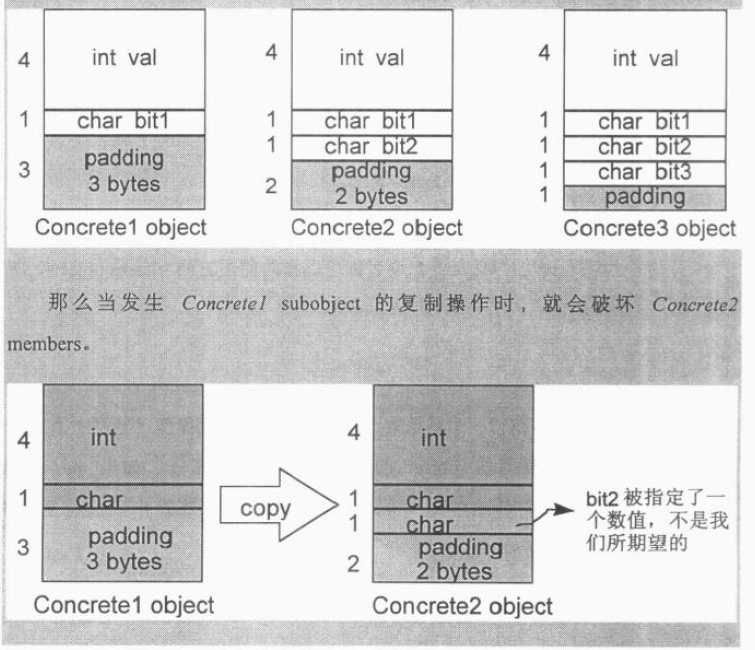 4
int val
1
char bit1
3
padding
3 bytes
Concrete1 object
4
int val
1
char bit1
1
char bit2
2
padding
2 bytes
Concrete2 object
4
int val
1
char bit1
1
char bit2
1
char bit3
1
padding
Concrete3 object
那么当发生 Concrete1 subobject 的复制操作时，就会破坏 Concrete2
members。
4
int
1
char
3
padding
3 bytes
Concrete1 object
copy
4
int
1
char
1
char
2
padding
2 bytes
Concrete2 object
bit2 被指定了一
个数值，不是我
们所期望的